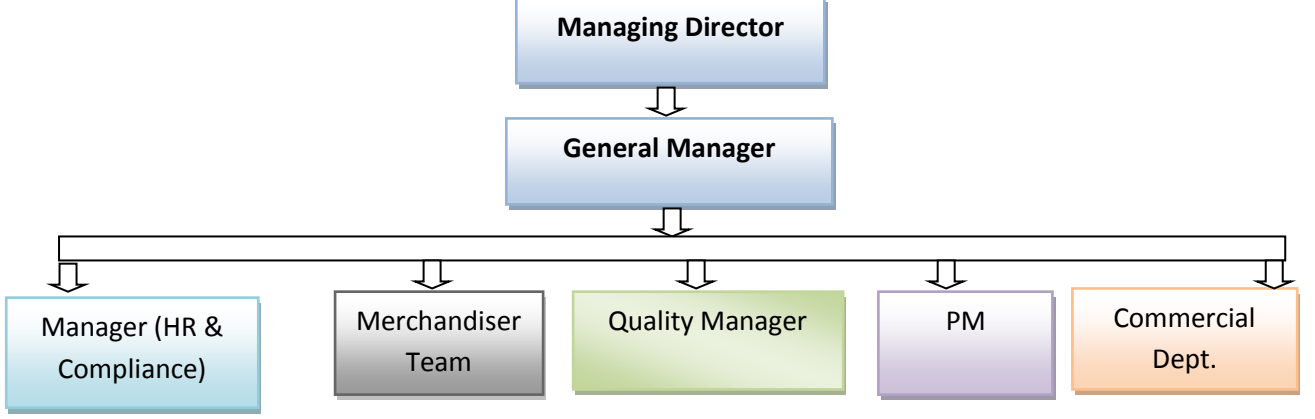 Managing Director
General Manager
Manager (HR &
Compliance)
Merchandiser
Team
Quality Manager
PM
Commercial
Dept.